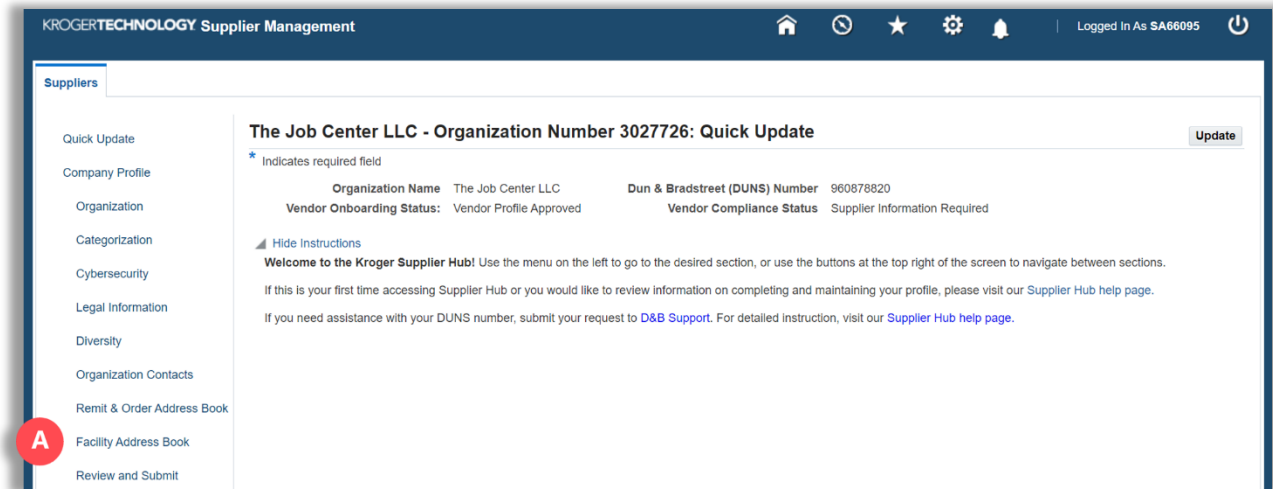 KROGERTECHNOLOGY. Supplier Management
Logged In As SA66095
Suppliers
Quick Update
Company Profile
Organization
Categorization
Cybersecurity
Legal Information
Diversity
Organization Contacts
Remit & Order Address Book
A
Facility Address Book
Review and Submit
The Job Center LLC - Organization Number 3027726: Quick Update
Update
* Indicates required field
Organization Name The Job Center LLC Dun & Bradstreet (DUNS) Number 960878820
Vendor Onboarding Status: Vendor Profile Approved Vendor Compliance Status Supplier Information Required
Hide Instructions
Welcome to the Kroger Supplier Hub! Use the menu on the left to go to the desired section, or use the buttons at the top right of the screen to navigate between sections.
If this is your first time accessing Supplier Hub or you would like to review information on completing and maintaining your profile, please visit our Supplier Hub help page.
If you need assistance with your DUNS number, submit your request to D&B Support. For detailed instruction, visit our Supplier Hub help page.